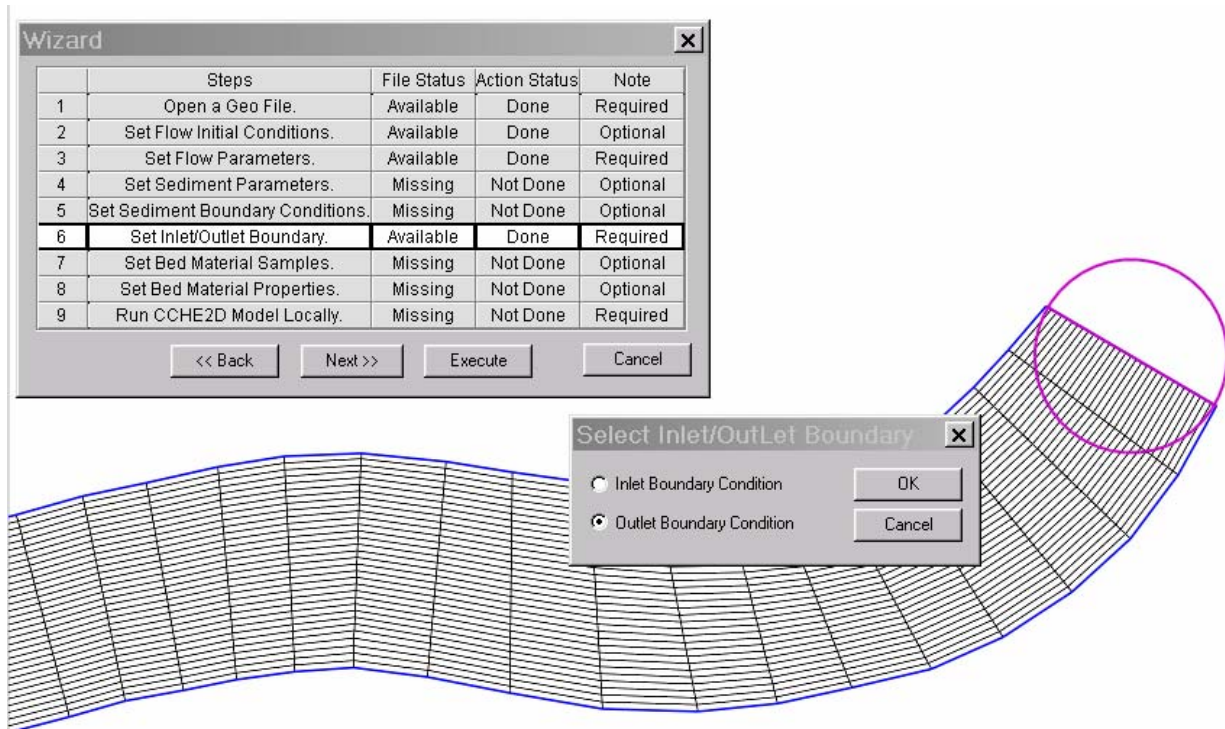 Wizard
Steps File Status Action Status Note
1 Open a Geo File. Available Done Required
2 Set Flow Initial Conditions. Available Done Optional
3 Set Flow Parameters. Available Done Required
4 Set Sediment Parameters. Missing Not Done Optional
5 Set Sediment Boundary Conditions. Missing Not Done Optional
6 Set Inlet/Outlet Boundary. Available Done Required
7 Set Bed Material Samples. Missing Not Done Optional
8 Set Bed Material Properties. Missing Not Done Optional
9 Run CCHE2D Model Locally. Missing Not Done Required
<< Back Next >> Execute Cancel
Select Inlet/OutLet Boundary
Inlet Boundary Condition OK
Outlet Boundary Condition Cancel